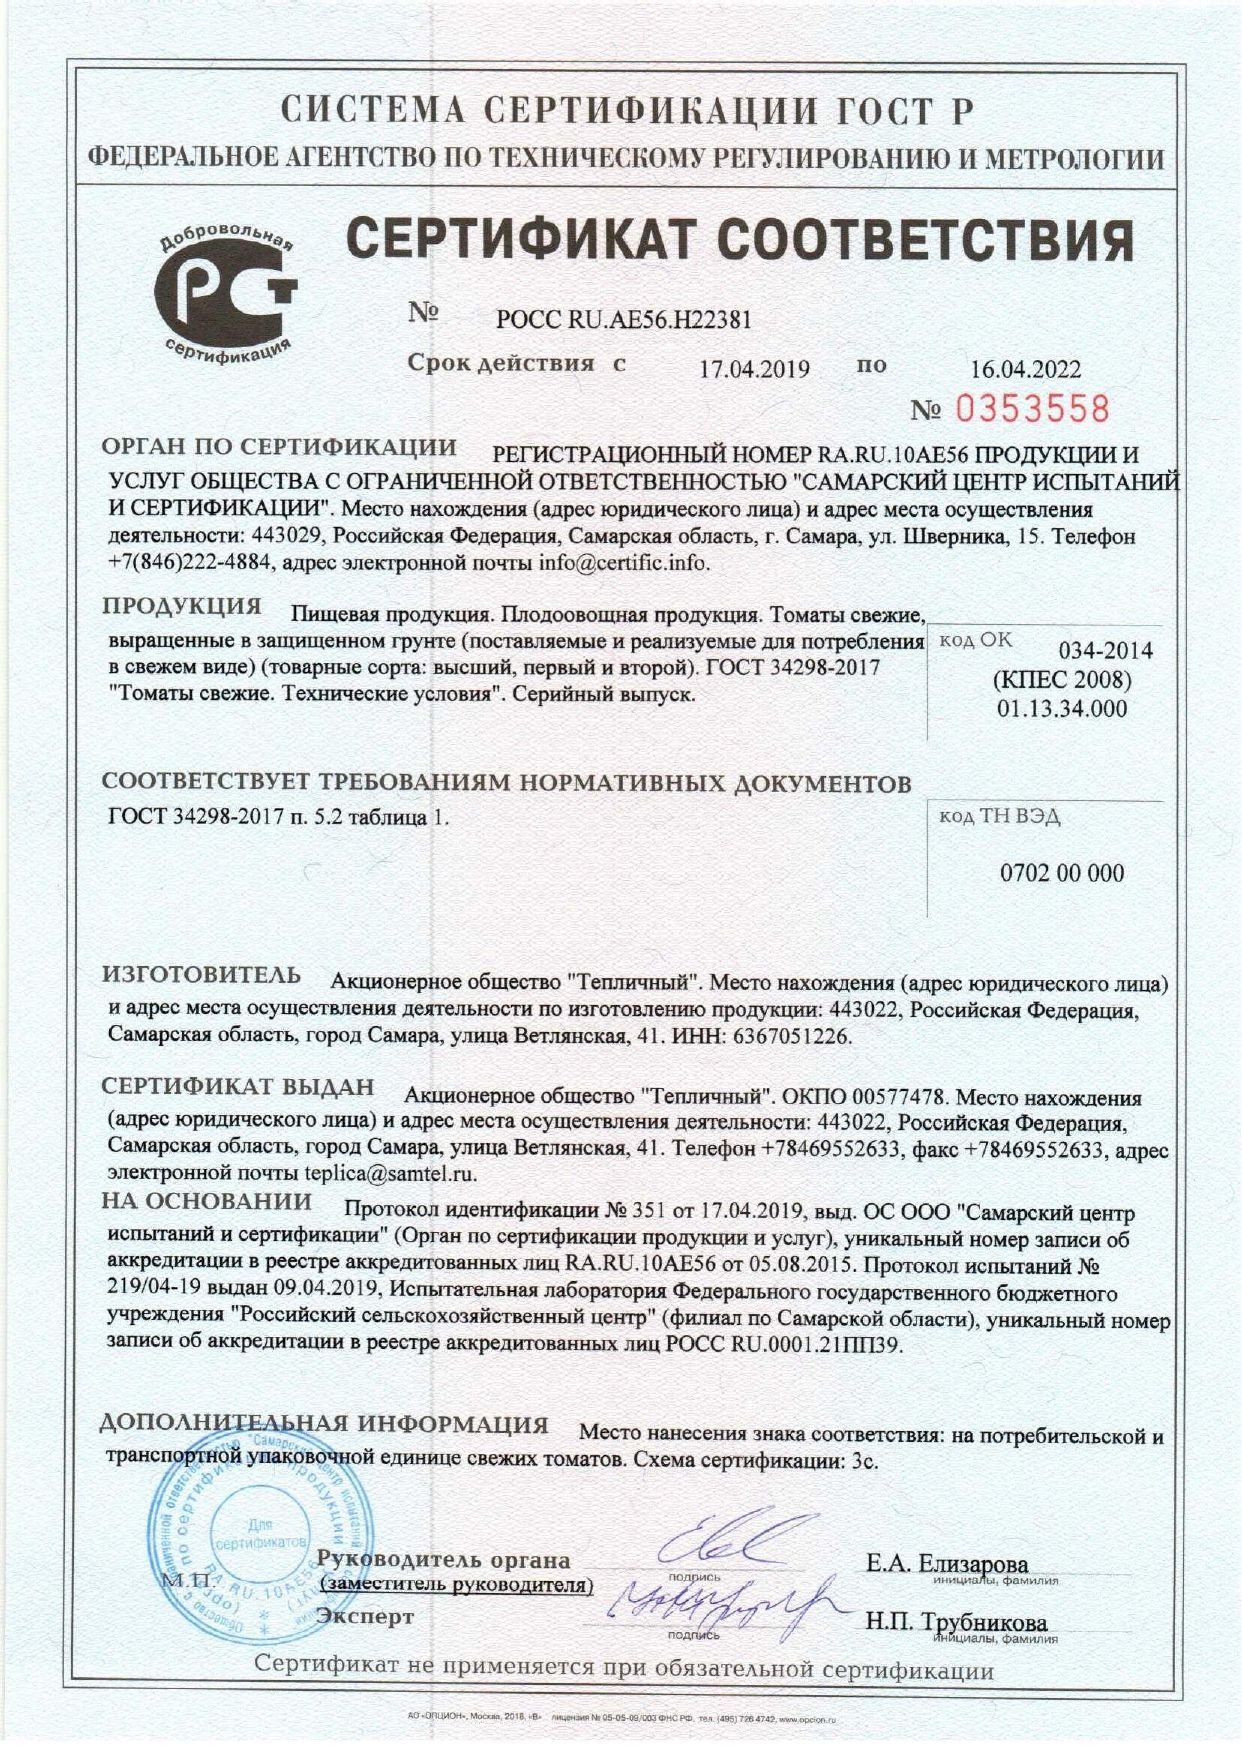 СИСТЕМА СЕРТИФИКАЦИИ ГОСТ Р
ФЕДЕРАЛЬНОЕ АГЕНТСТВО ПО ТЕХНИЧЕСКОМУ РЕГУЛИРОВАНИЮ И МЕТРОЛОГИИ
Добровольная
РСТ
сертификация
СЕРТИФИКАТ СООТВЕТСТВИЯ
№ РОСС RU.АЕ56.Н22381
Срок действия с 17.04.2019 по 16.04.2022
№ 0353558
ОРГАН ПО СЕРТИФИКАЦИИ РЕГИСТРАЦИОННЫЙ НОМЕР RA.RU.10АЕ56 ПРОДУКЦИИ И
УСЛУГ ОБЩЕСТВА С ОГРАНИЧЕННОЙ ОТВЕТСТВЕННОСТЬЮ "САМАРСКИЙ ЦЕНТР ИСПЫТАНИЙ
И СЕРТИФИКАЦИИ". Место нахождения (адрес юридического лица) и адрес места осуществления
деятельности: 443029, Российская Федерация, Самарская область, г. Самара, ул. Шверника, 15. Телефон
+7(846)222-4884, адрес электронной почты info@certific.info.
ПРОДУКЦИЯ Пищевая продукция. Плодоовощная продукция. Томаты свежие,
выращенные в защищенном грунте (поставляемые и реализуемые для потребления
в свежем виде) (товарные сорта: высший, первый и второй). ГОСТ 34298-2017
"Томаты свежие. Технические условия". Серийный выпуск.
код ОК 034-2014
(КПЕС 2008)
01.13.34.000
СООТВЕТСТВУЕТ ТРЕБОВАНИЯМ НОРМАТИВНЫХ ДОКУМЕНТОВ
ГОСТ 34298-2017 п. 5.2 таблица 1.
код ТН ВЭД
0702 00 000
ИЗГОТОВИТЕЛЬ Акционерное общество "Тепличный". Место нахождения (адрес юридического лица)
и адрес места осуществления деятельности по изготовлению продукции: 443022, Российская Федерация,
Самарская область, город Самара, улица Ветлянская, 41. ИНН: 6367051226.
СЕРТИФИКАТ ВЫДАН Акционерное общество "Тепличный". ОКПО 00577478. Место нахождения
(адрес юридического лица) и адрес места осуществления деятельности: 443022, Российская Федерация,
Самарская область, город Самара, улица Ветлянская, 41. Телефон +78469552633, факс +78469552633, адрес
электронной почты teplica@samtel.ru.
НА ОСНОВАНИИ Протокол идентификации № 351 от 17.04.2019, выд. ОС ООО "Самарский центр
испытаний и сертификации" (Орган по сертификации продукции и услуг), уникальный номер записи об
аккредитации в реестре аккредитованных лиц RA.RU.10АЕ56 от 05.08.2015. Протокол испытаний №
219/04-19 выдан 09.04.2019, Испытательная лаборатория Федерального государственного бюджетного
учреждения "Российский сельскохозяйственный центр" (филиал по Самарской области), уникальный номер
записи об аккредитации в реестре аккредитованных лиц РОСС RU.0001.21ПП39.
ДОПОЛНИТЕЛЬНАЯ ИНФОРМАЦИЯ Место нанесения знака соответствия: на потребительской и
транспортной упаковочной единице свежих томатов. Схема сертификации: 3с.
Для
сертификатов
RA.RU.10АЕ56
М.П.
Руководитель органа
(заместитель руководителя)
подпись
Е.А. Елизарова
инициалы, фамилия
Эксперт
подпись
Н.П. Трубникова
инициалы, фамилия
Сертификат не применяется при обязательной сертификации
АО «ОПЦИОН», Москва, 2018, «В» лицензия № 05-05-09/003 ФНС РФ, тел. (495) 726 4742, www.opcion.ru